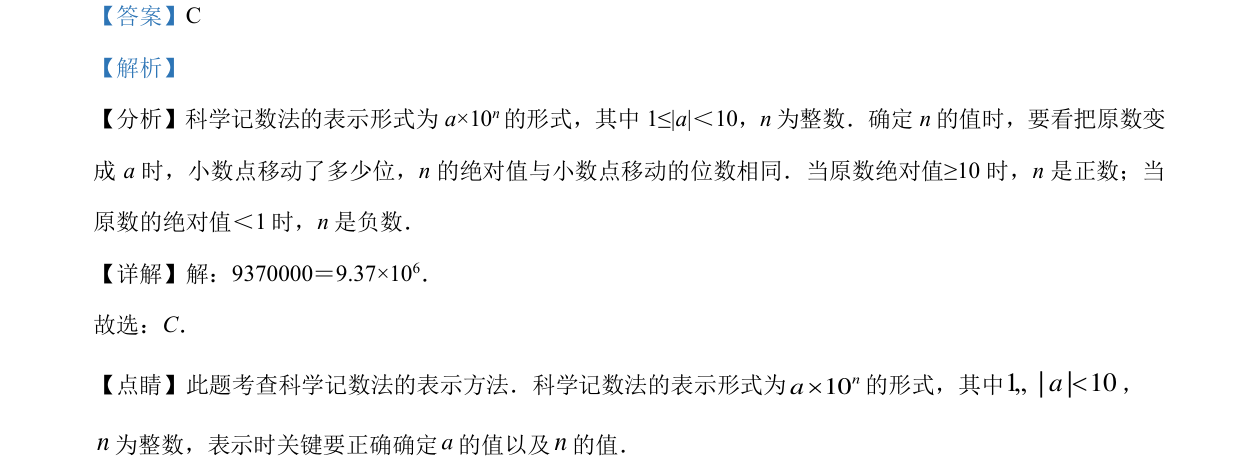 【答案】C
【解析】
【分析】科学记数法的表示形式为 a×10ⁿ 的形式，其中 1≤|a|＜10，n 为整数．确定 n 的值时，要看把原数变
成 a 时，小数点移动了多少位，n 的绝对值与小数点移动的位数相同．当原数绝对值≥10 时，n 是正数；当
原数的绝对值＜1 时，n 是负数．
【详解】解：9370000＝9.37×10⁶．
故选：C．
【点睛】此题考查科学记数法的表示方法．科学记数法的表示形式为 a×10ⁿ 的形式，其中 1,, |a|<10，
n 为整数，表示时关键要正确确定 a 的值以及 n 的值．